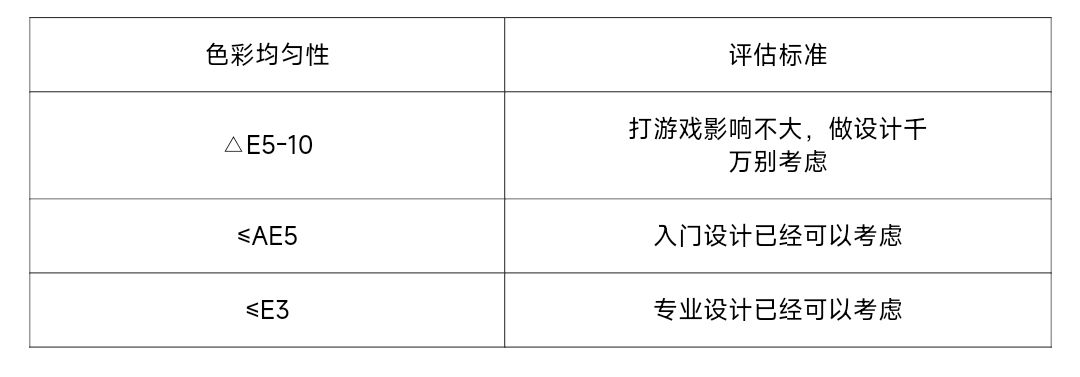 色彩均匀性
评估标准
△E5-10
打游戏影响不大，做设计千
万别考虑
≤AE5
入门设计已经可以考虑
≤E3
专业设计已经可以考虑